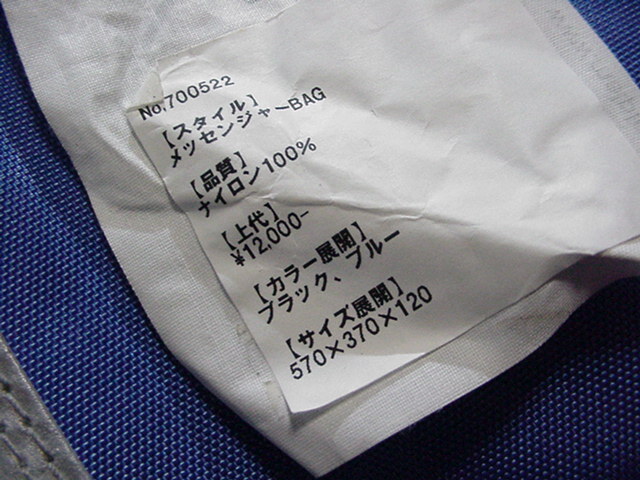 No.700522
【スタイル】
メッセンジャーBAG
【品質】
ナイロン100%
【上代】
¥12,000-
【カラー展開】
ブラック、ブルー
【サイズ展開】
570×370×120